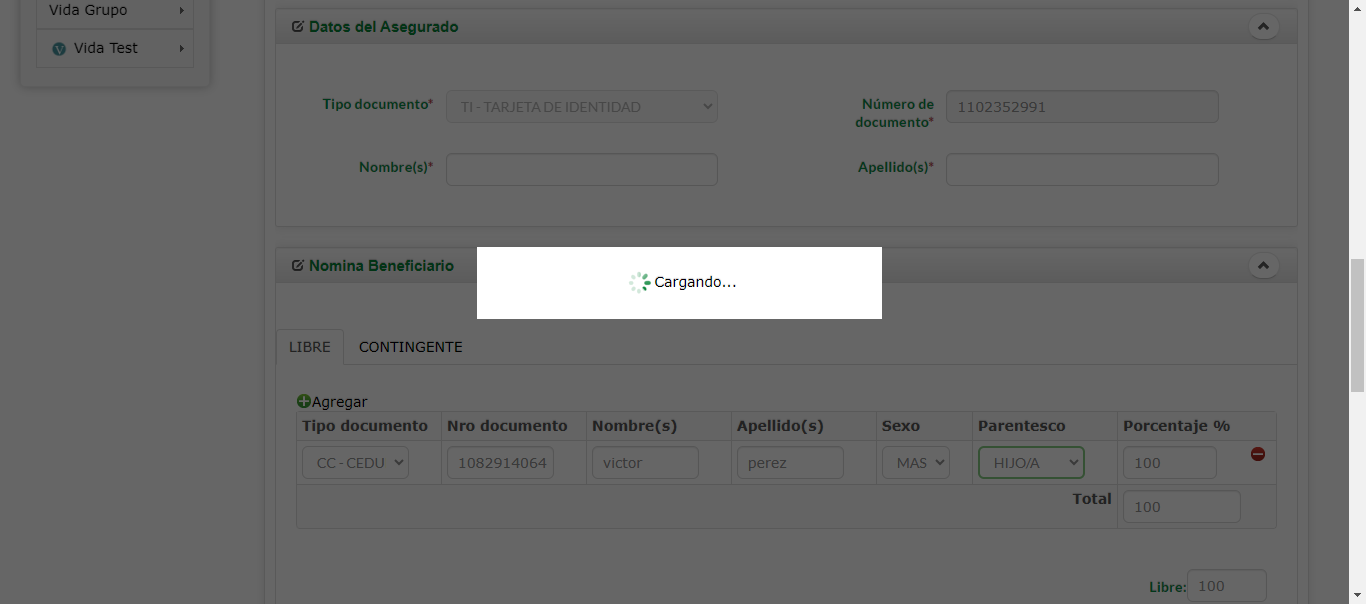 Vida Grupo
Vida Test
Datos del Asegurado
Tipo documento* TI - TARJETA DE IDENTIDAD Número de documento* 1102352991
Nombre(s)* Apellido(s)*
Nomina Beneficiario
Cargando...
LIBRE CONTINGENTE
Agregar
Tipo documento Nro documento Nombre(s) Apellido(s) Sexo Parentesco Porcentaje %
CC - CEDU 1082914064 victor perez MAS HIJO/A 100
Total 100
Libre: 100